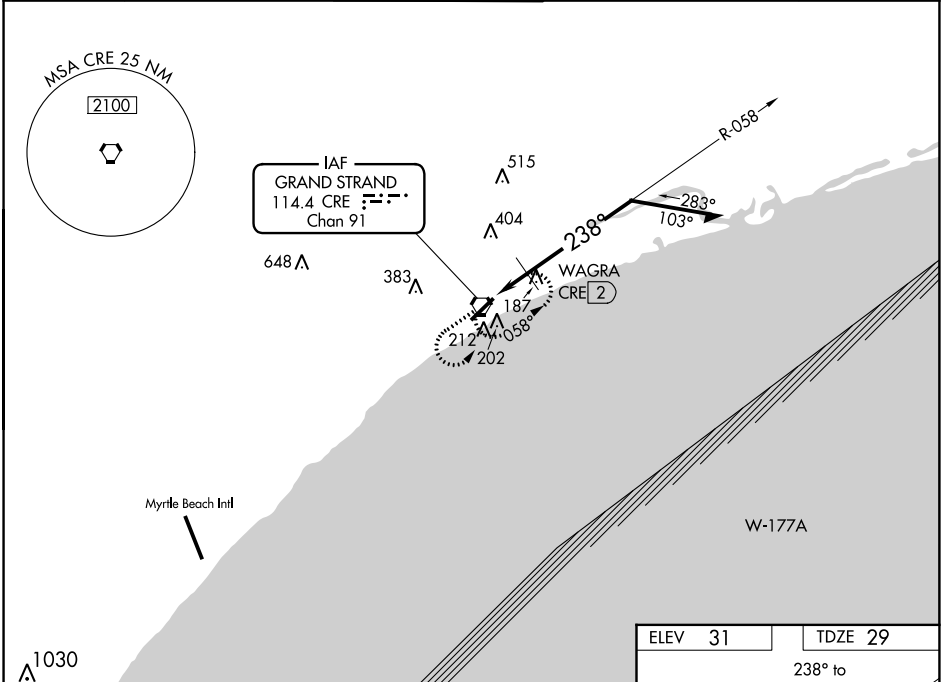 MSA CRE 25 NM
2100
IAF
GRAND STRAND
114.4 CRE
Chan 91
515
404
648
383
R-058
283°
103°
238°
WAGRA
CRE 2
187
058°
212
202
Myrtle Beach Intl
W-177A
1030
ELEV 31
TDZE 29
238° to